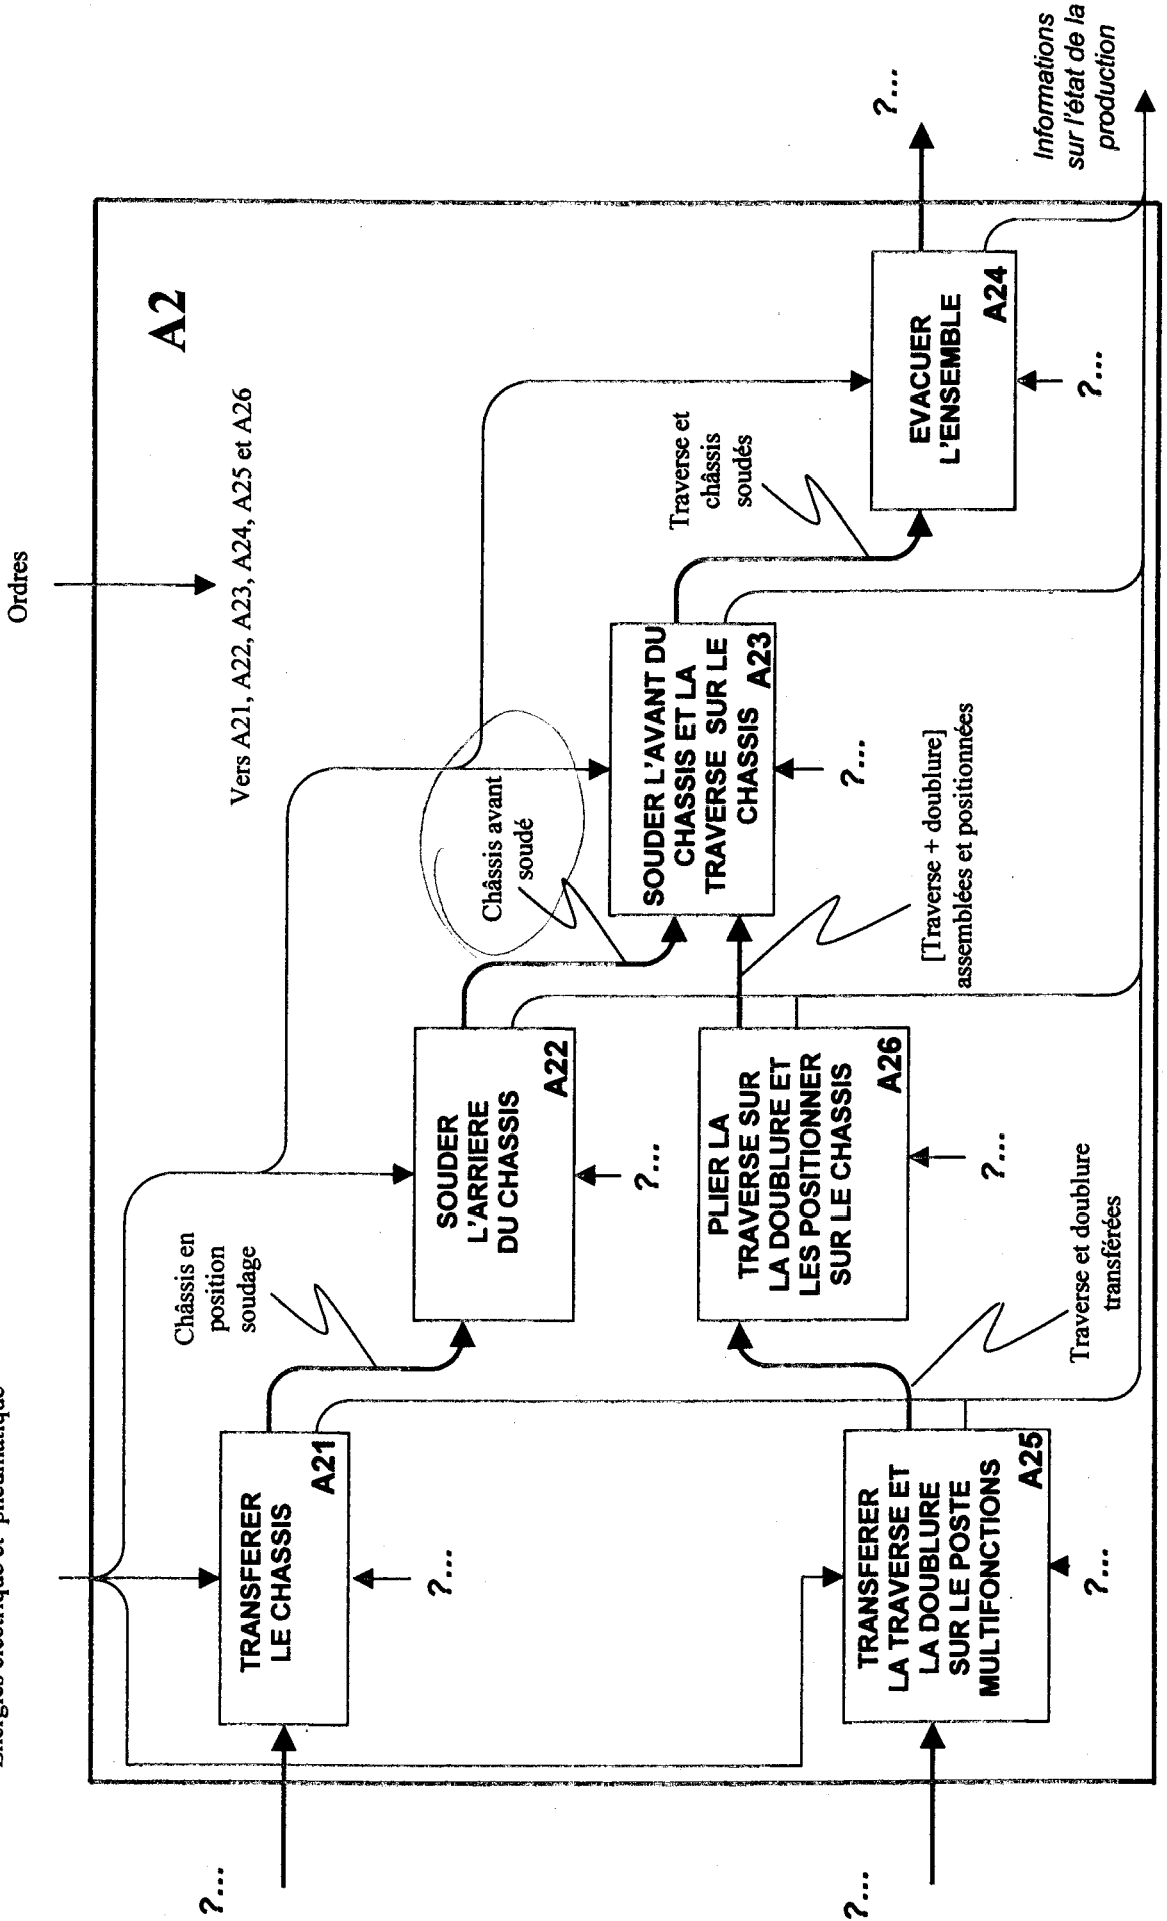 Ordres
Energies électrique et pneumatique
A2
Vers A21, A22, A23, A24, A25 et A26
?...
TRANSFERER
LE CHASSIS
A21
?...
Châssis en
position
soudage
SOUDER
L'ARRIERE
DU CHASSIS
A22
?...
Châssis avant
soudé
SOUDER L'AVANT DU
CHASSIS ET LA
TRAVERSE SUR LE
CHASSIS A23
?...
Traverse et
châssis
soudés
EVACUER
L'ENSEMBLE
A24
?...
?...
?...
TRANSFERER
LA TRAVERSE ET
LA DOUBLURE
SUR LE POSTE
MULTIFONCTIONS
A25
?...
Traverse et doublure
transférées
PLIER LA
TRAVERSE SUR
LA DOUBLURE ET
LES POSITIONNER
SUR LE CHASSIS
A26
?...
[Traverse + doublure]
assemblées et positionnées
Informations
sur l'état de la
production